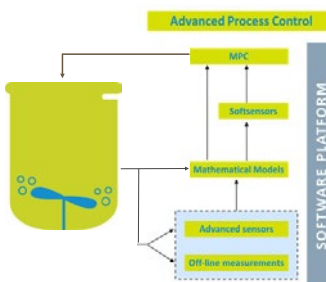 Advanced Process Control
MPC
Softsensors
Mathematical Models
Advanced sensors
Off-line measurements
SOFTWARE PLATFORM